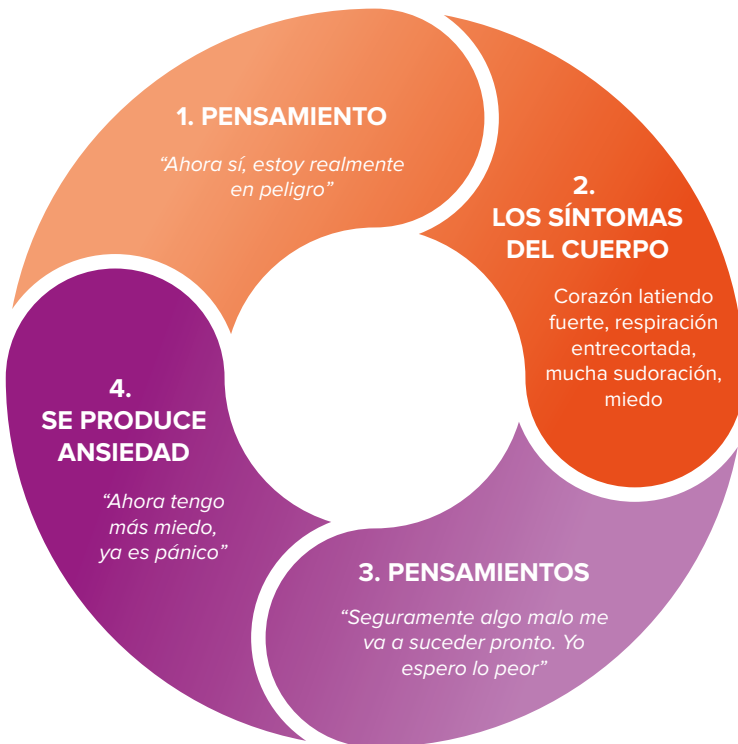 1. PENSAMIENTO
“Ahora sí, estoy realmente
en peligro”
2.
LOS SÍNTOMAS
DEL CUERPO
Corazón latiendo
fuerte, respiración
entrecortada,
mucha sudoración,
miedo
3. PENSAMIENTOS
“Seguramente algo malo me
va a suceder pronto. Yo
espero lo peor”
4.
SE PRODUCE
ANSIEDAD
“Ahora tengo
más miedo,
ya es pánico”